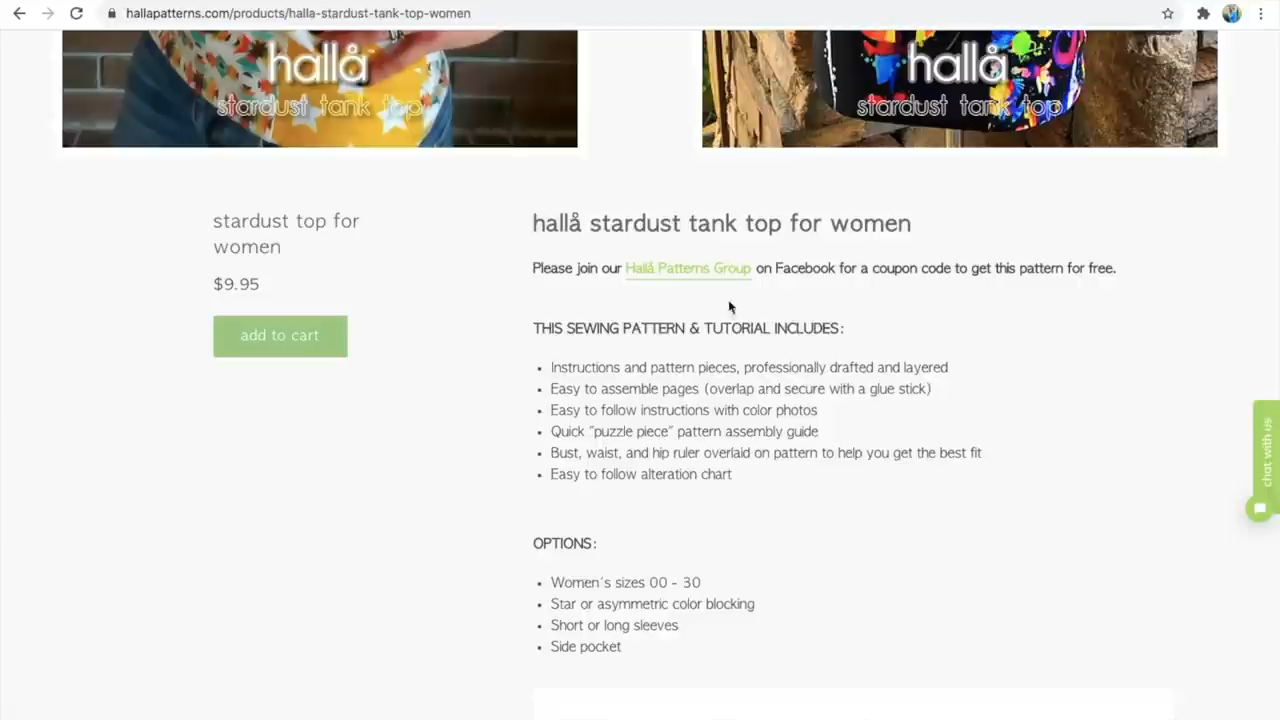 hallapatterns.com/products/halla-stardust-tank-top-women
hallå
stardust tank top
hallå
stardust tank top
stardust top for
women
$9.95
add to cart
hallå stardust tank top for women
Please join our Hallå Patterns Group on Facebook for a coupon code to get this pattern for free.
THIS SEWING PATTERN & TUTORIAL INCLUDES:
• Instructions and pattern pieces, professionally drafted and layered
• Easy to assemble pages (overlap and secure with a glue stick)
• Easy to follow instructions with color photos
• Quick "puzzle piece" pattern assembly guide
• Bust, waist, and hip ruler overlaid on pattern to help you get the best fit
• Easy to follow alteration chart
OPTIONS:
• Women's sizes 00 - 30
• Star or asymmetric color blocking
• Short or long sleeves
• Side pocket
chat with us